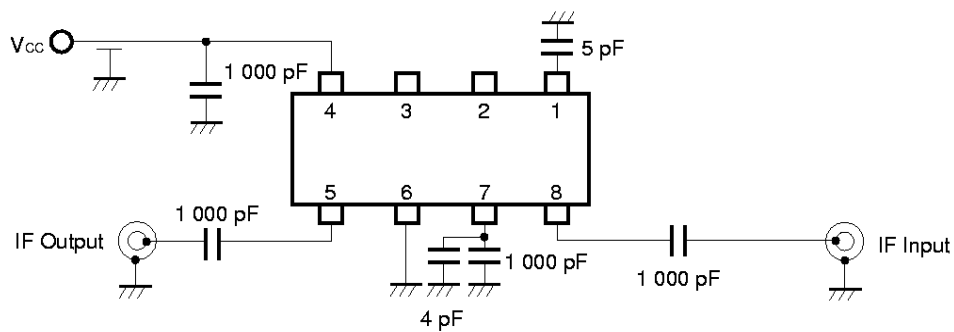 VCC
5 pF
1 000 pF
4 3 2 1
5 6 7 8
1 000 pF
IF Output
1 000 pF
IF Input
1 000 pF
4 pF